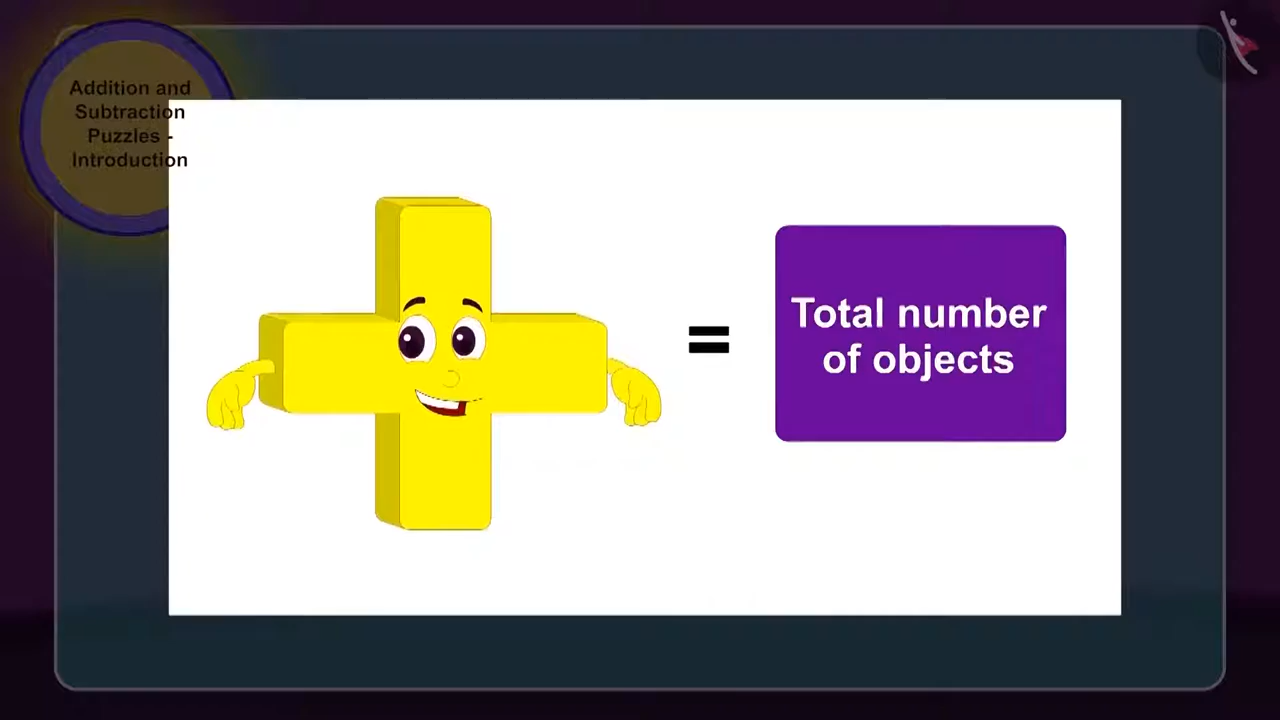 Addition and
Subtraction
Puzzles -
Introduction
=
Total number
of objects